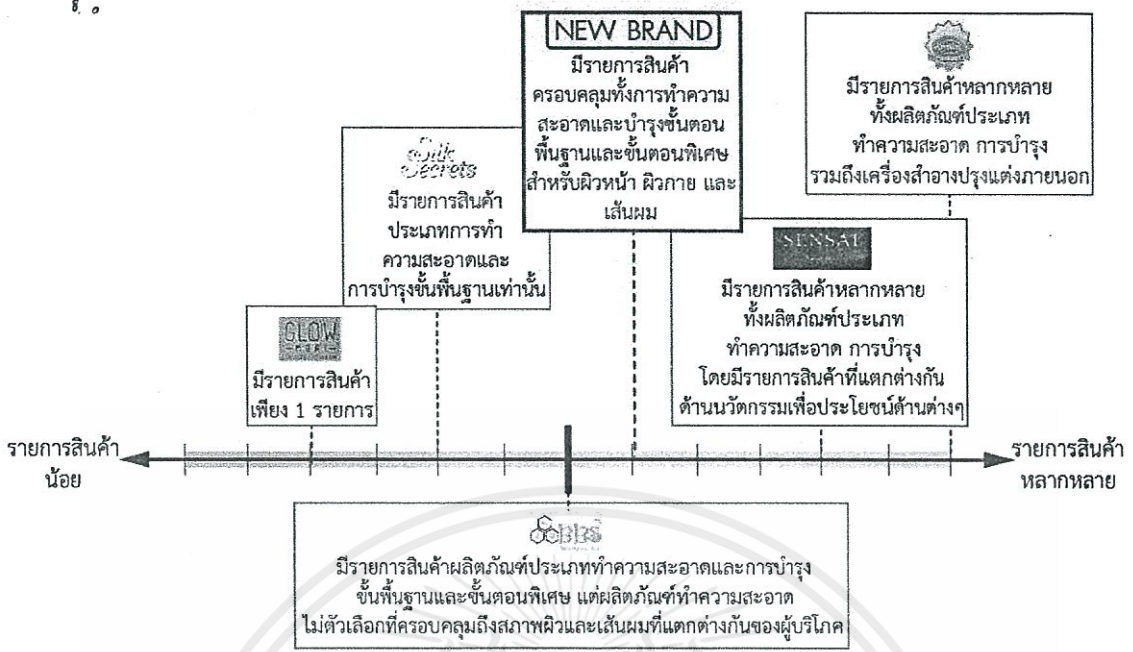 NEW BRAND
มีรายการสินค้า
ครอบคลุมทั้งการทำความ
สะอาดและบำรุงขั้นตอน
พื้นฐานและขั้นตอนพิเศษ
สำหรับผิวหน้า ผิวกาย และ
เส้นผม
มีรายการสินค้าหลากหลาย
ทั้งผลิตภัณฑ์ประเภท
ทำความสะอาด การบำรุง
รวมถึงเครื่องสำอางปรุงแต่งภายนอก
Silk
Secrets
มีรายการสินค้า
ประเภทการทำ
ความสะอาดและ
การบำรุงขั้นพื้นฐานเท่านั้น
SENSAI
มีรายการสินค้าหลากหลาย
ทั้งผลิตภัณฑ์ประเภท
ทำความสะอาด การบำรุง
โดยมีรายการสินค้าที่แตกต่างกัน
ด้านนวัตกรรมเพื่อประโยชน์ด้านต่างๆ
GLOW
มีรายการสินค้า
เพียง 1 รายการ
รายการสินค้า
น้อย
รายการสินค้า
หลากหลาย
BBS
มีรายการสินค้าผลิตภัณฑ์ประเภททำความสะอาดและการบำรุง
ขั้นพื้นฐานและขั้นตอนพิเศษ แต่ผลิตภัณฑ์ทำความสะอาด
ไม่ตัวเลือกที่ครอบคลุมถึงสภาพผิวและเส้นผมที่แตกต่างกันของผู้บริโภค